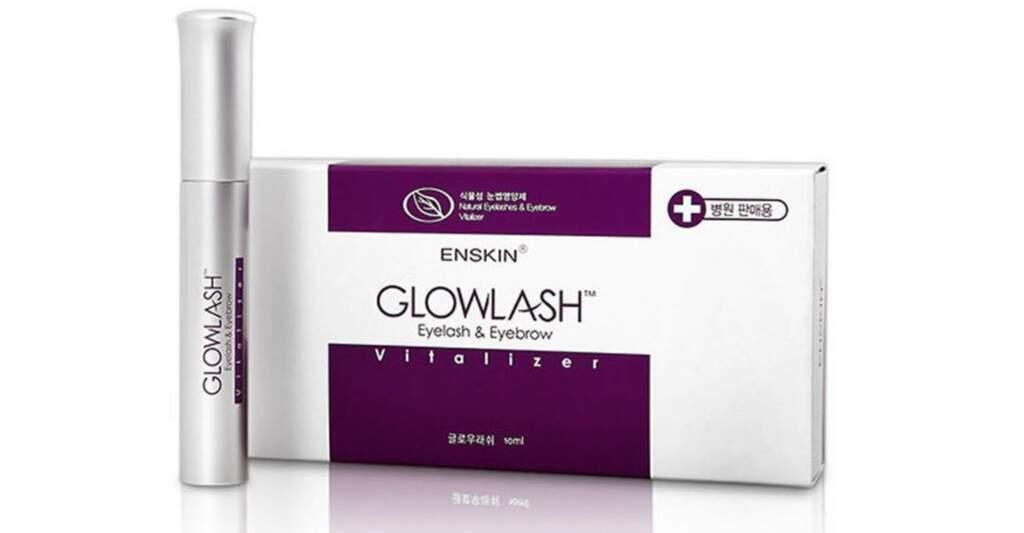 식물성 눈썹영양제
Natural Eyelashes & Eyebrow
Vitalizer
병원 판매용
ENSKIN®
GLOWLASH™
Eyelash & Eyebrow
Vitalizer
글로우래쉬 10ml
GLOWLASH™
Eyelash & Eyebrow
Vitalizer
ENSKIN®